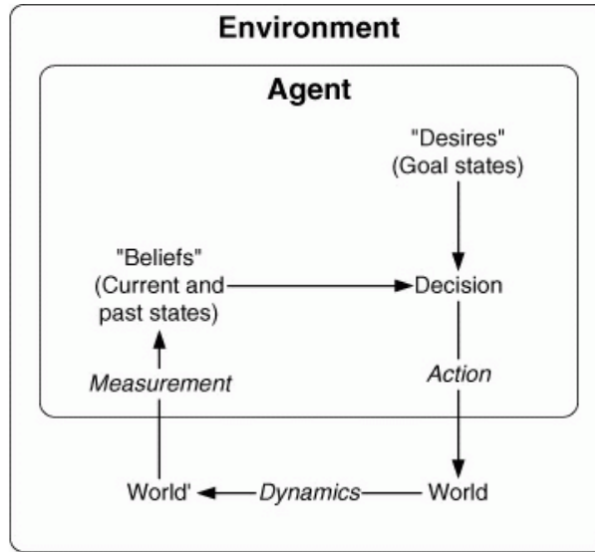 Environment
Agent
"Desires"
(Goal states)
"Beliefs"
(Current and
past states)
Decision
Measurement
Action
World'
Dynamics
World